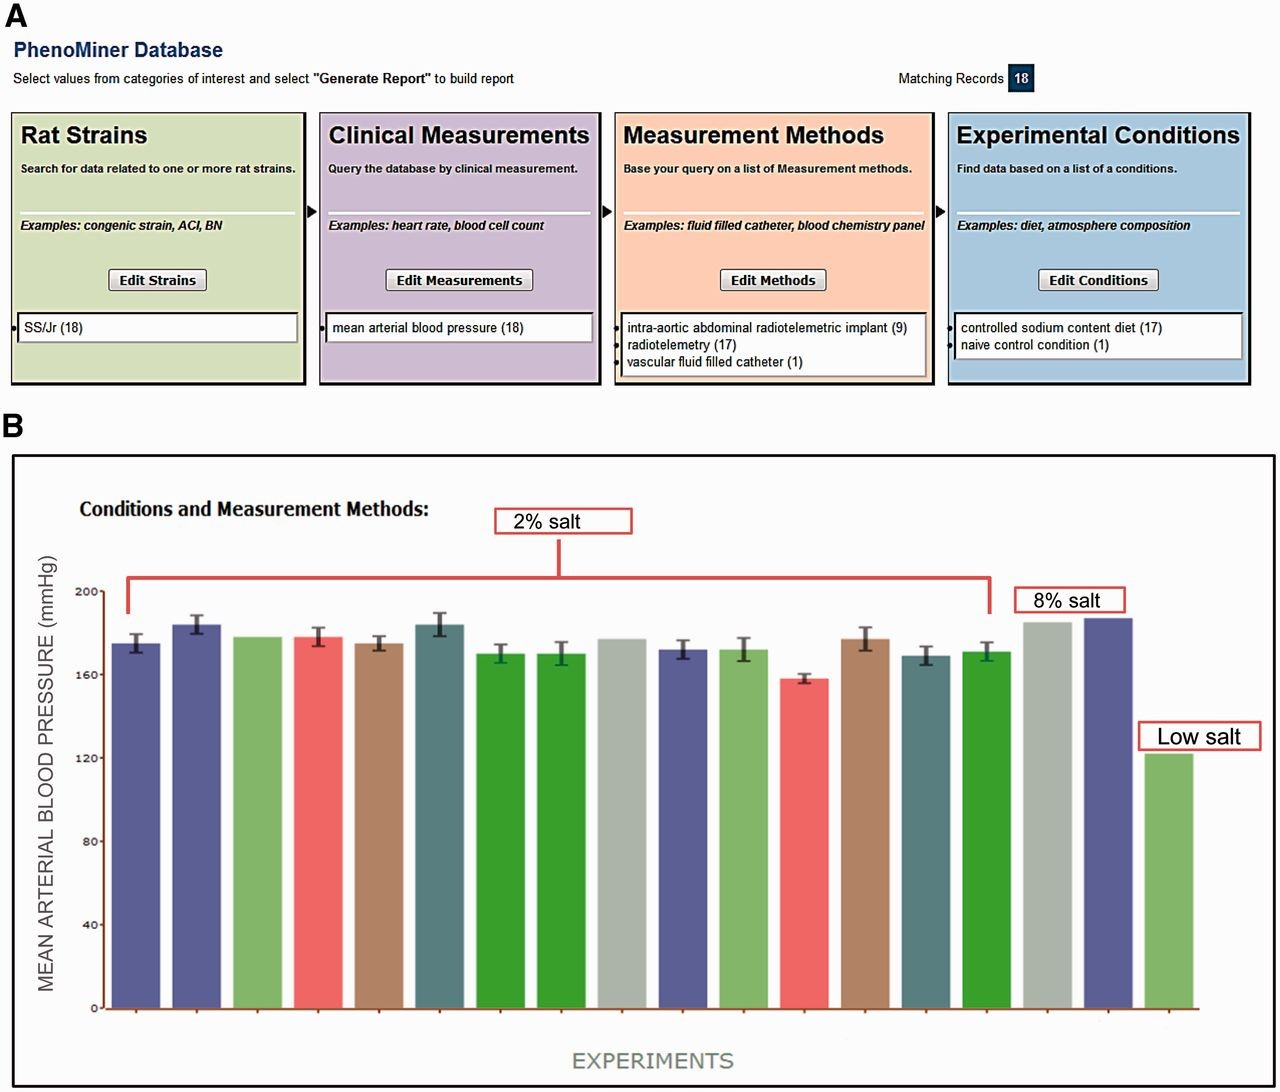 A
PhenoMiner Database
Select values from categories of interest and select "Generate Report" to build report
Matching Records 18
Rat Strains
Search for data related to one or more rat strains.
Examples: congenic strain, ACI, BN
Edit Strains
SS/Jr (18)
Clinical Measurements
Query the database by clinical measurement.
Examples: heart rate, blood cell count
Edit Measurements
mean arterial blood pressure (18)
Measurement Methods
Base your query on a list of Measurement methods.
Examples: fluid filled catheter, blood chemistry panel
Edit Methods
intra-aortic abdominal radiotelemetric implant (9)
radiotelemetry (17)
vascular fluid filled catheter (1)
Experimental Conditions
Find data based on a list of a conditions.
Examples: diet, atmosphere composition
Edit Conditions
controlled sodium content diet (17)
naive control condition (1)
B
Conditions and Measurement Methods:
2% salt
8% salt
Low salt
MEAN ARTERIAL BLOOD PRESSURE (mmHg)
200
160
120
80
40
0
EXPERIMENTS